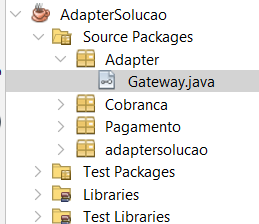 AdapterSolucao
Source Packages
Adapter
Gateway.java
Cobranca
Pagamento
adaptersolucao
Test Packages
Libraries
Test Libraries